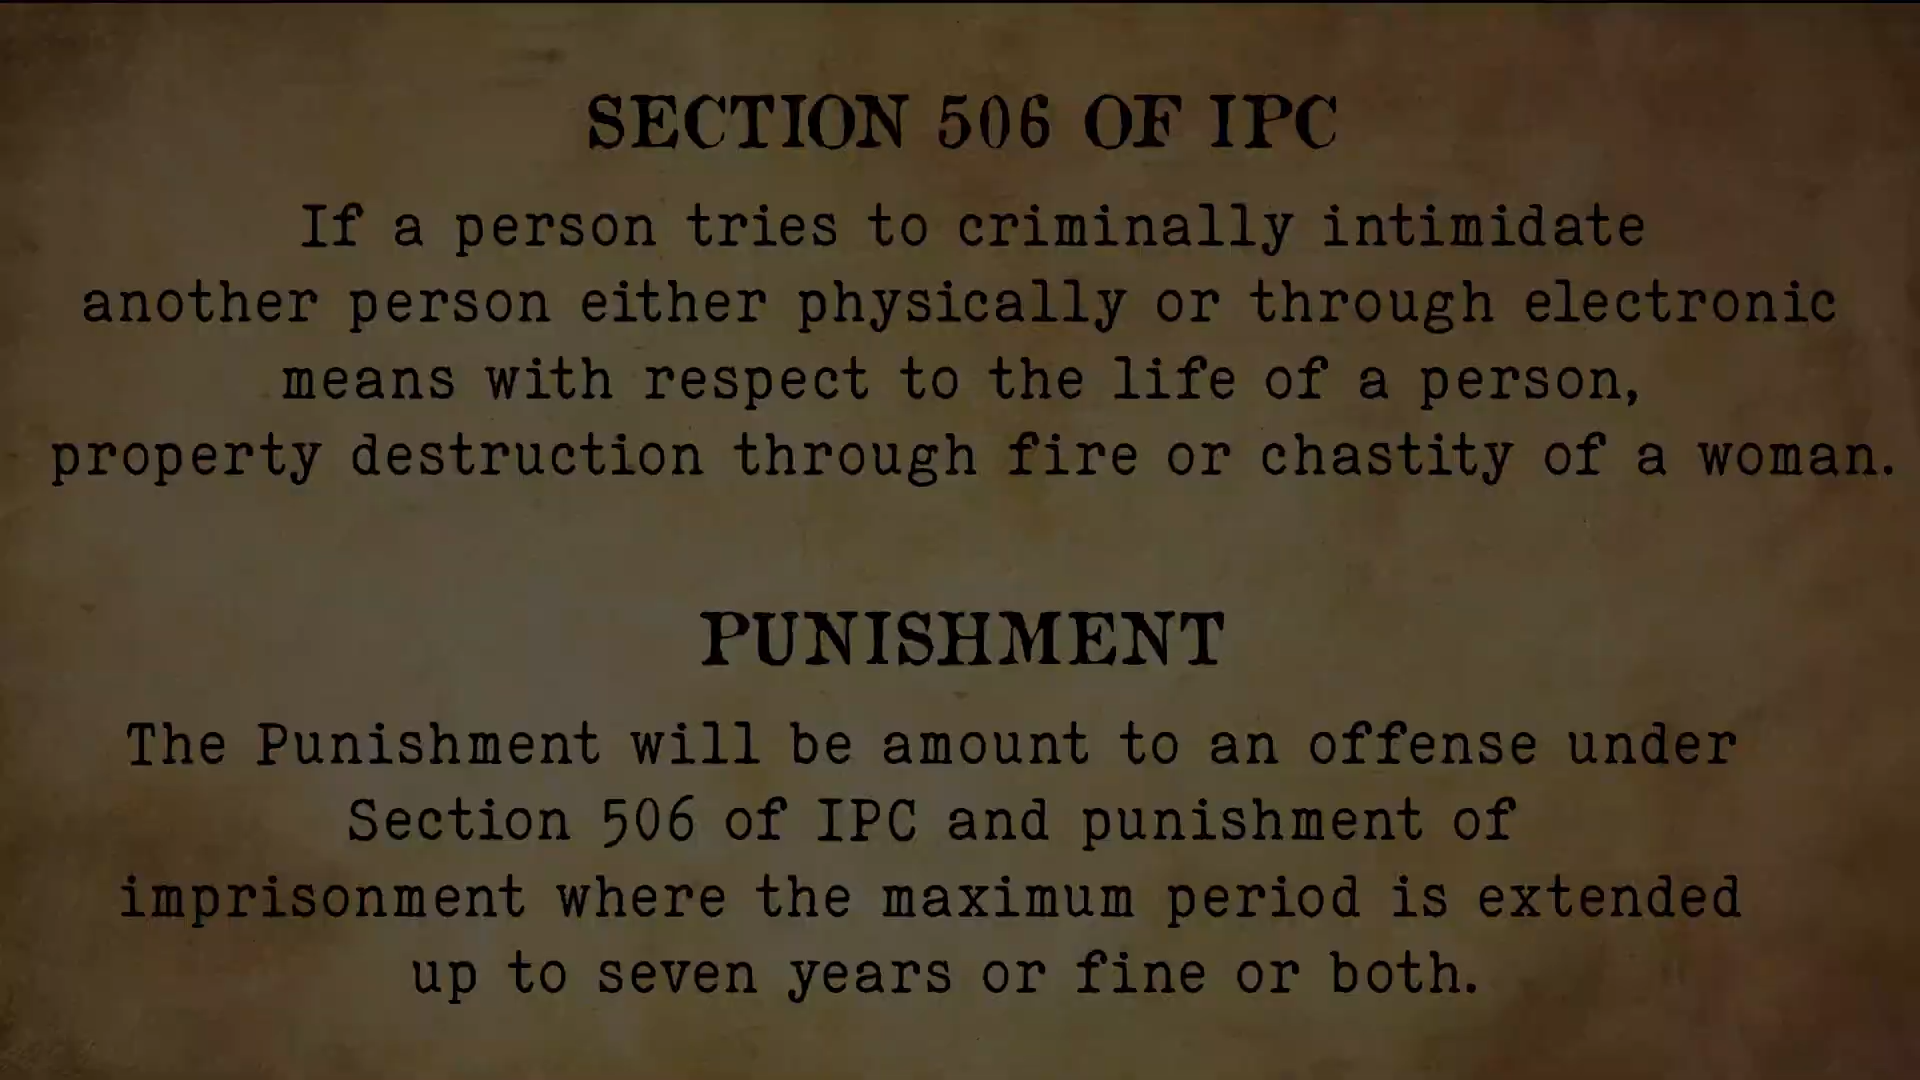 SECTION 506 OF IPC
If a person tries to criminally intimidate
another person either physically or through electronic
means with respect to the life of a person,
property destruction through fire or chastity of a woman.
PUNISHMENT
The Punishment will be amount to an offense under
Section 506 of IPC and punishment of
imprisonment where the maximum period is extended
up to seven years or fine or both.